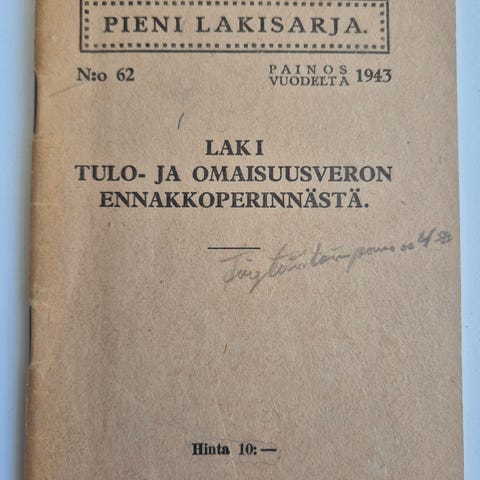 PIENI LAKISARJA.
N:o 62 PAINOS VUODELTA 1943
LAKI
TULO- JA OMAISUUSVERON
ENNAKKOPERINNÄSTÄ.
Hinta 10:—